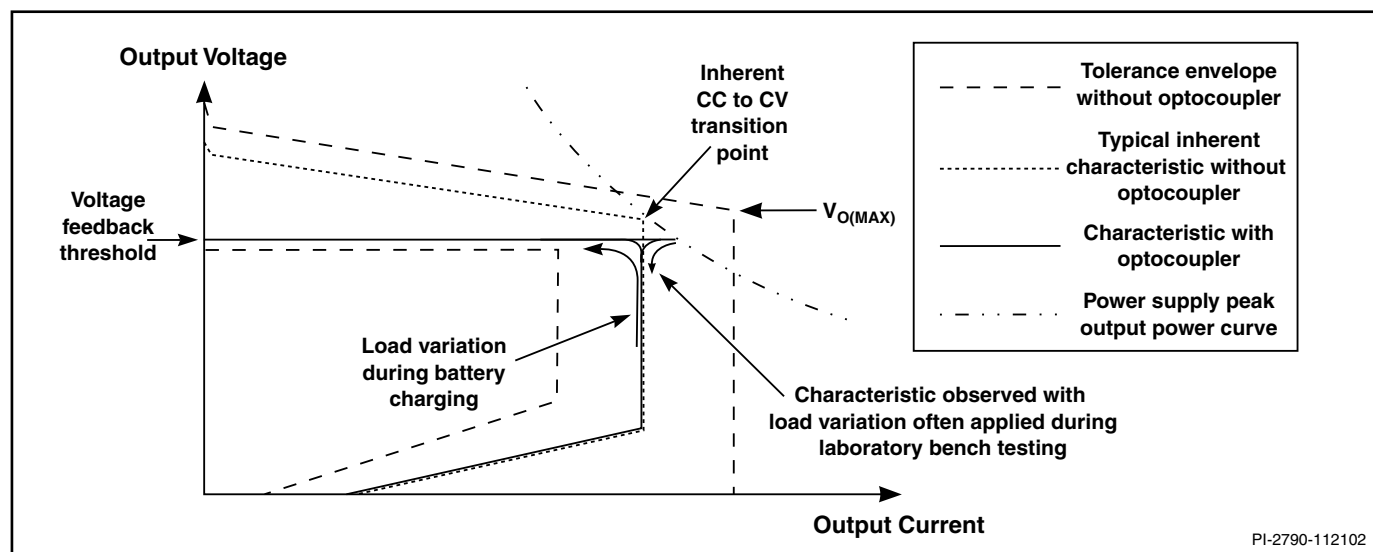 Output Voltage
Inherent
CC to CV
transition
point
Tolerance envelope
without optocoupler
Typical inherent
characteristic without
optocoupler
Characteristic with
optocoupler
Power supply peak
output power curve
Voltage
feedback
threshold
VO(MAX)
Load variation
during battery
charging
Characteristic observed with
load variation often applied during
laboratory bench testing
Output Current
PI-2790-112102